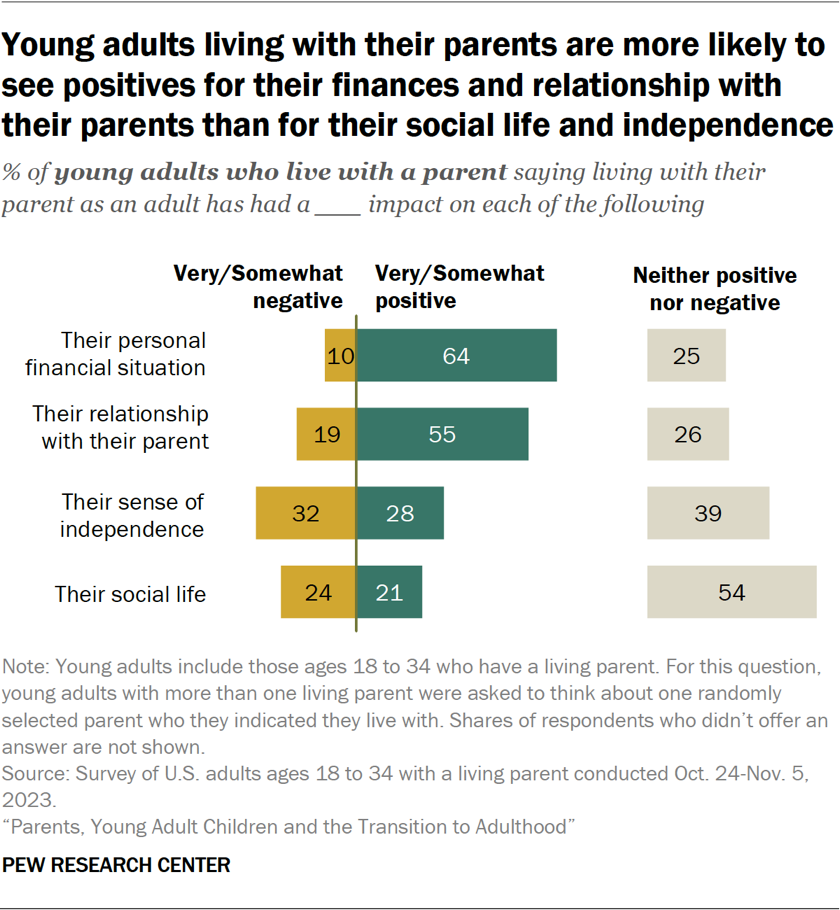 Young adults living with their parents are more likely to
see positives for their finances and relationship with
their parents than for their social life and independence
% of young adults who live with a parent saying living with their
parent as an adult has had a ____ impact on each of the following
Very/Somewhat
negative
Very/Somewhat
positive
Neither positive
nor negative
Their personal
financial situation
10
64
25
Their relationship
with their parent
19
55
26
Their sense of
independence
32
28
39
Their social life
24
21
54
Note: Young adults include those ages 18 to 34 who have a living parent. For this question,
young adults with more than one living parent were asked to think about one randomly
selected parent who they indicated they live with. Shares of respondents who didn’t offer an
answer are not shown.
Source: Survey of U.S. adults ages 18 to 34 with a living parent conducted Oct. 24-Nov. 5,
2023.
“Parents, Young Adult Children and the Transition to Adulthood”
PEW RESEARCH CENTER